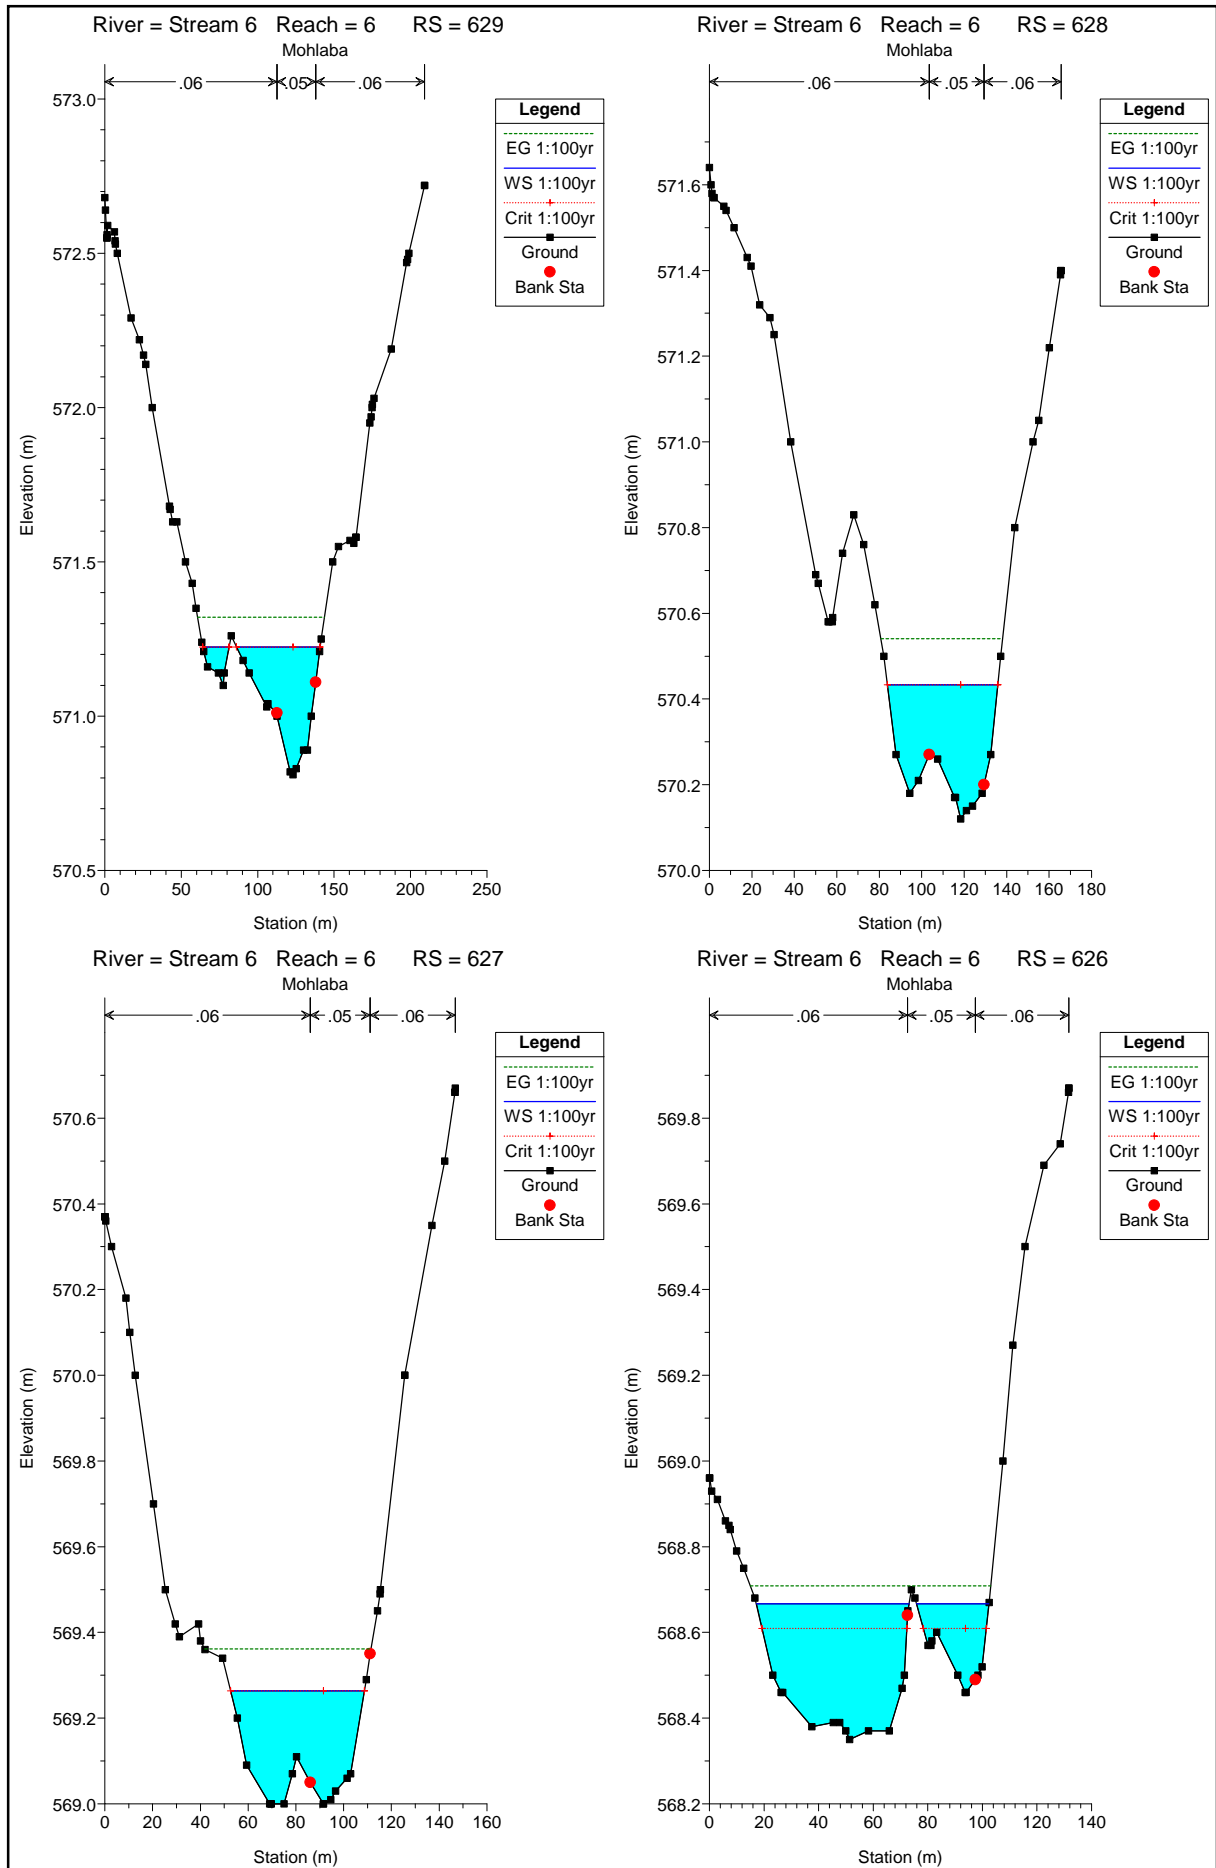 River = Stream 6 Reach = 6 RS = 629
Mohlaba
.06 .05 .06
573.0
572.5
572.0
571.5
571.0
570.5
Elevation (m)
0 50 100 150 200 250
Station (m)
Legend
EG 1:100yr
WS 1:100yr
Crit 1:100yr
Ground
Bank Sta
River = Stream 6 Reach = 6 RS = 628
Mohlaba
.06 .05 .06
571.6
571.4
571.2
571.0
570.8
570.6
570.4
570.2
570.0
Elevation (m)
0 20 40 60 80 100 120 140 160 180
Station (m)
Legend
EG 1:100yr
WS 1:100yr
Crit 1:100yr
Ground
Bank Sta
River = Stream 6 Reach = 6 RS = 627
Mohlaba
.06 .05 .06
570.6
570.4
570.2
570.0
569.8
569.6
569.4
569.2
569.0
Elevation (m)
0 20 40 60 80 100 120 140 160
Station (m)
Legend
EG 1:100yr
WS 1:100yr
Crit 1:100yr
Ground
Bank Sta
River = Stream 6 Reach = 6 RS = 626
Mohlaba
.06 .05 .06
569.8
569.6
569.4
569.2
569.0
568.8
568.6
568.4
568.2
Elevation (m)
0 20 40 60 80 100 120 140
Station (m)
Legend
EG 1:100yr
WS 1:100yr
Crit 1:100yr
Ground
Bank Sta